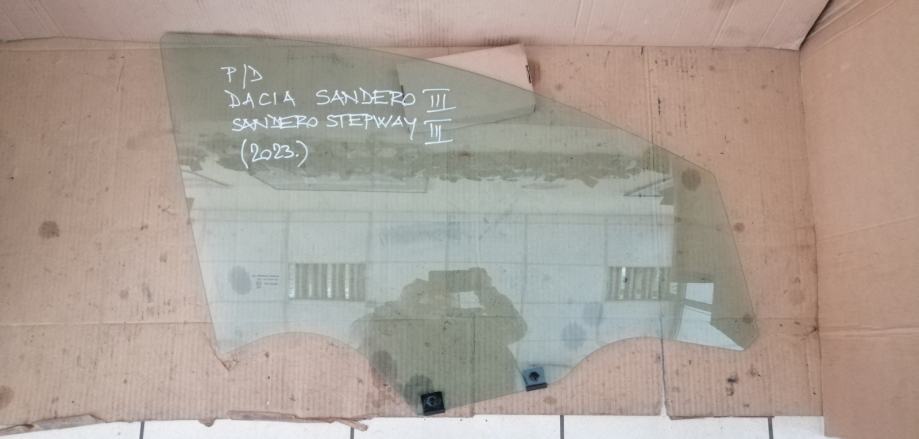 P/D
DACIA SANDERO III
SANDERO STEPWAY III
(2023.)